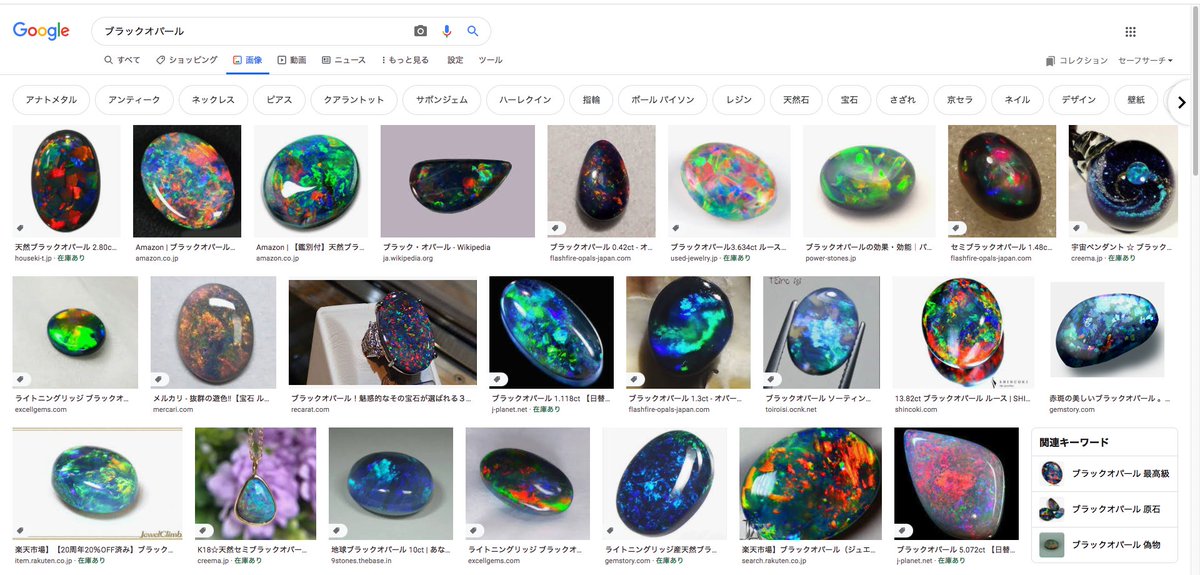 Google
ブラックオパール
すべて
ショッピング
画像
動画
ニュース
もっと見る
設定
ツール
コレクション
セーフサーチ
アナトメタル
アンティーク
ネックレス
ピアス
クアラントット
サボンジェム
ハーレクイン
指輪
ボール パイソン
レジン
天然石
宝石
さざれ
京セラ
ネイル
デザイン
壁紙
天然ブラックオパール 2.80c...
houseki-t.jp · 在庫あり
Amazon | ブラックオパール...
amazon.co.jp
Amazon | 【鑑別付】天然ブラ...
amazon.co.jp
ブラック・オパール - Wikipedia
ja.wikipedia.org
ブラックオパール 0.42ct - オ...
flashfire-opals-japan.com
ブラックオパール3.634ct ルース...
used-jewelry.jp · 在庫あり
ブラックオパールの効果・効能｜パ...
power-stones.jp
セミブラックオパール 1.48c...
flashfire-opals-japan.com
宇宙ペンダント ☆ ブラック...
creema.jp · 在庫あり
ライトニングリッジ ブラックオ...
excellgems.com
メルカリ - 抜群の遊色!!【宝石 ル...
mercari.com
ブラックオパール！魅惑的なその宝石が選ばれる３...
recarat.com
ブラックオパール 1.118ct 【日替...
j-planet.net · 在庫あり
ブラックオパール 1.3ct - オー...
flashfire-opals-japan.com
ブラックオパール ソーティン...
toiroisi.ocnk.net
SHINCOKI
13.82ct ブラックオパール ルース | SHI...
shincoki.com
赤斑の美しいブラックオパール 。...
gemstory.com
JewelClimb
楽天市場】【20周年20%OFF済み】ブラック...
item.rakuten.co.jp · 在庫あり
K18☆天然セミブラックオパー...
creema.jp · 在庫あり
地球ブラックオパール 10ct | あな...
9stones.thebase.in
ライトニングリッジ ブラックオ...
excellgems.com
ライトニングリッジ産天然ブラ...
gemstory.com · 在庫あり
楽天市場】ブラックオパール（ジュエ...
search.rakuten.co.jp
ブラックオパール 5.072ct 【日替...
j-planet.net · 在庫あり
関連キーワード
ブラックオパール 最高級
ブラックオパール 原石
ブラックオパール 偽物